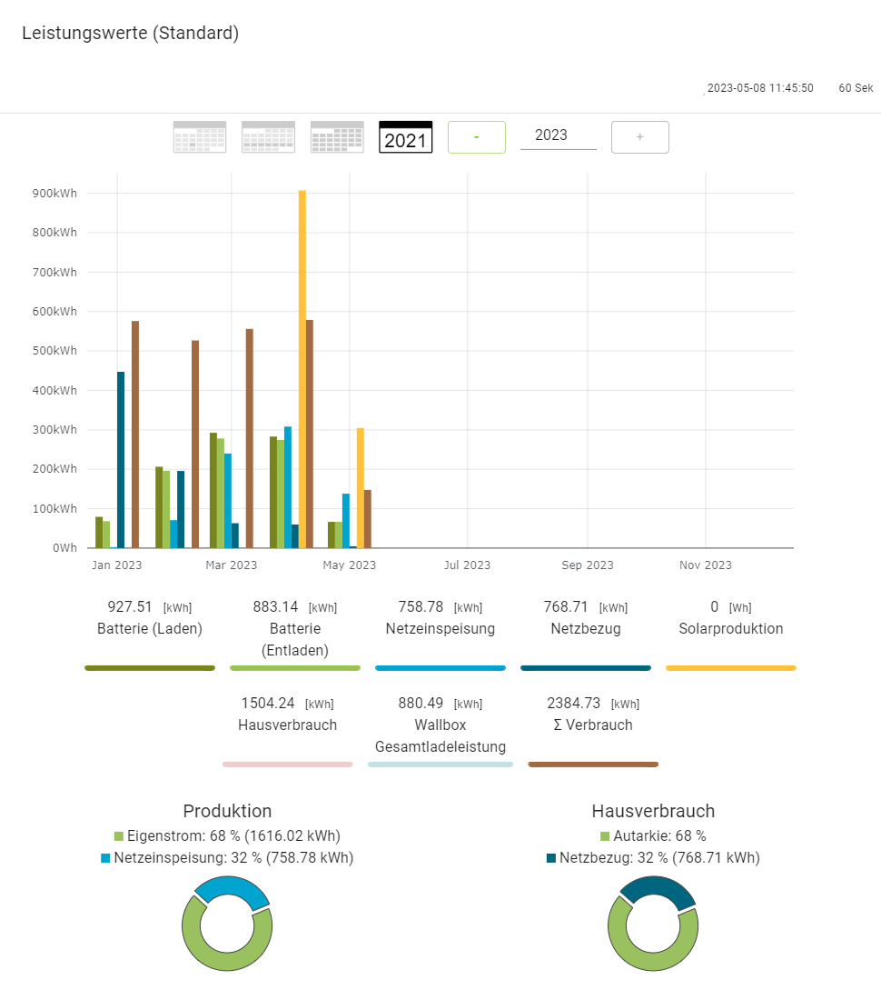 Leistungswerte (Standard)
2023-05-08 11:45:50 60 Sek
2021 - 2023 +
900kWh
800kWh
700kWh
600kWh
500kWh
400kWh
300kWh
200kWh
100kWh
0Wh
Jan 2023 Mar 2023 May 2023 Jul 2023 Sep 2023 Nov 2023
927.51 [kWh] 883.14 [kWh] 758.78 [kWh] 768.71 [kWh] 0 [Wh]
Batterie (Laden) Batterie Netzeinspeisung Netzbezug Solarproduktion
(Entladen)
1504.24 [kWh] 880.49 [kWh] 2384.73 [kWh]
Hausverbrauch Wallbox Σ Verbrauch
Gesamtladeleistung
Produktion Hausverbrauch
Eigenstrom: 68 % (1616.02 kWh) Autarkie: 68 %
Netzeinspeisung: 32 % (758.78 kWh) Netzbezug: 32 % (768.71 kWh)